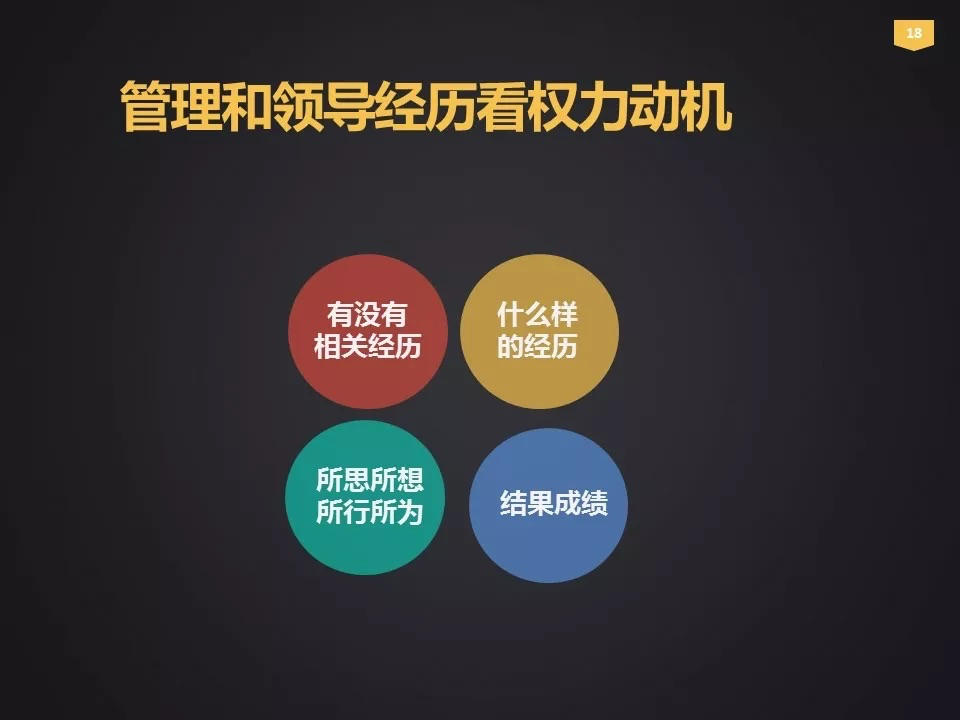 18
管理和领导经历看权力动机
有没有
相关经历
什么样
的经历
所思所想
所行所为
结果成绩